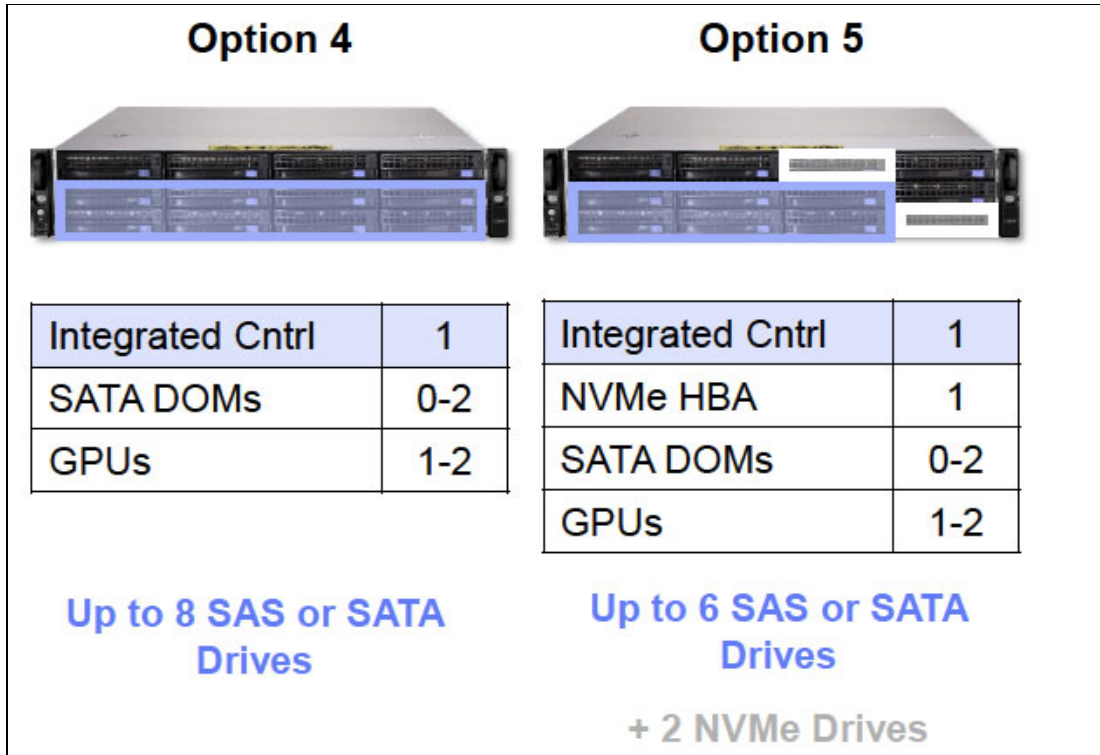 Option 4
Option 5
Integrated Cntrl 1
SATA DOMs 0-2
GPUs 1-2
Up to 8 SAS or SATA
Drives
Integrated Cntrl 1
NVMe HBA 1
SATA DOMs 0-2
GPUs 1-2
Up to 6 SAS or SATA
Drives
+ 2 NVMe Drives